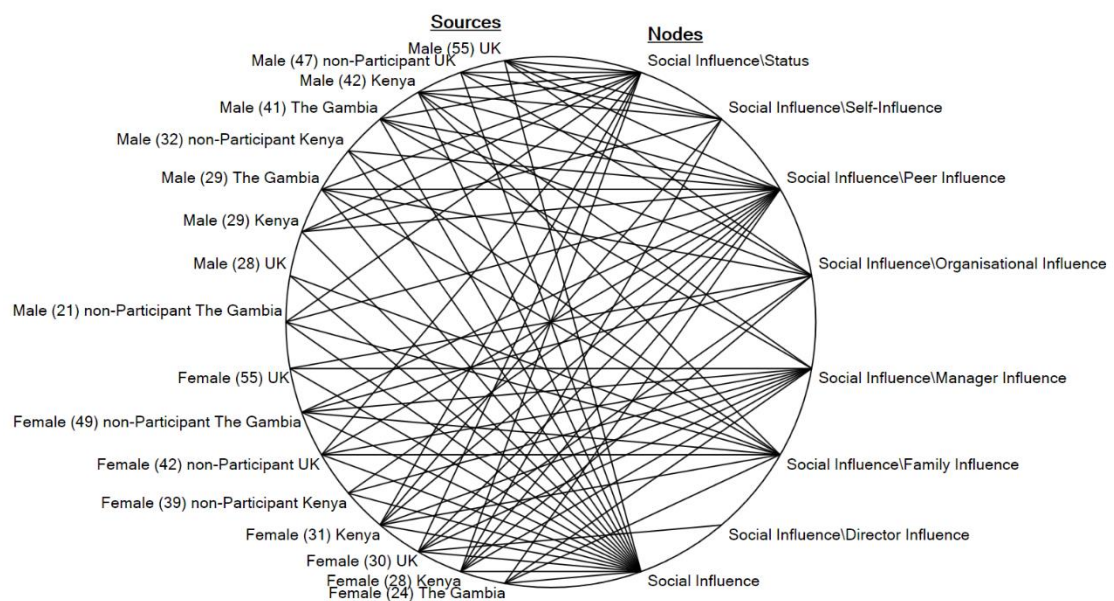 Sources
Nodes
Male (55) UK
Male (47) non-Participant UK
Male (42) Kenya
Male (41) The Gambia
Male (32) non-Participant Kenya
Male (29) The Gambia
Male (29) Kenya
Male (28) UK
Male (21) non-Participant The Gambia
Female (55) UK
Female (49) non-Participant The Gambia
Female (42) non-Participant UK
Female (39) non-Participant Kenya
Female (31) Kenya
Female (30) UK
Female (28) Kenya
Female (24) The Gambia
Social Influence\Status
Social Influence\Self-Influence
Social Influence\Peer Influence
Social Influence\Organisational Influence
Social Influence\Manager Influence
Social Influence\Family Influence
Social Influence\Director Influence
Social Influence